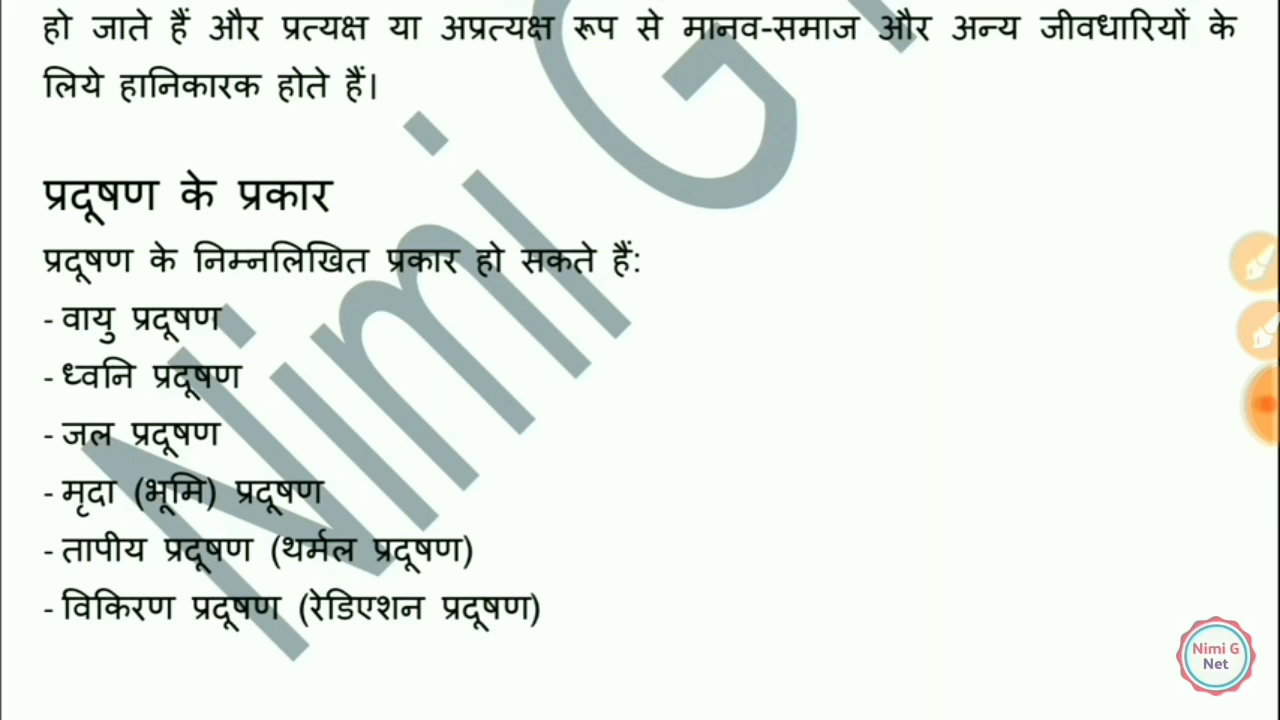 हो जाते हैं और प्रत्यक्ष या अप्रत्यक्ष रूप से मानव-समाज और अन्य जीवधारियों के
लिये हानिकारक होते हैं।
प्रदूषण के प्रकार
प्रदूषण के निम्नलिखित प्रकार हो सकते हैं:
- वायु प्रदूषण
- ध्वनि प्रदूषण
- जल प्रदूषण
- मृदा (भूमि) प्रदूषण
- तापीय प्रदूषण (थर्मल प्रदूषण)
- विकिरण प्रदूषण (रेडिएशन प्रदूषण)
Nimi G
Nimi G
Net